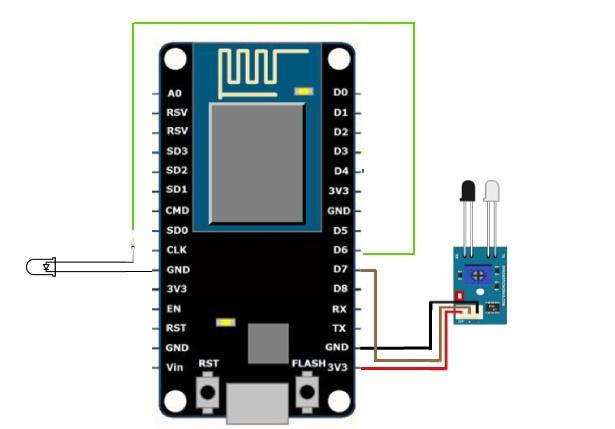 A0
RSV
RSV
SD3
SD2
SD1
CMD
SD0
CLK
GND
3V3
EN
RST
GND
Vin
D0
D1
D2
D3
D4
3V3
GND
D5
D6
D7
D8
RX
TX
GND
3V3
RST
FLASH